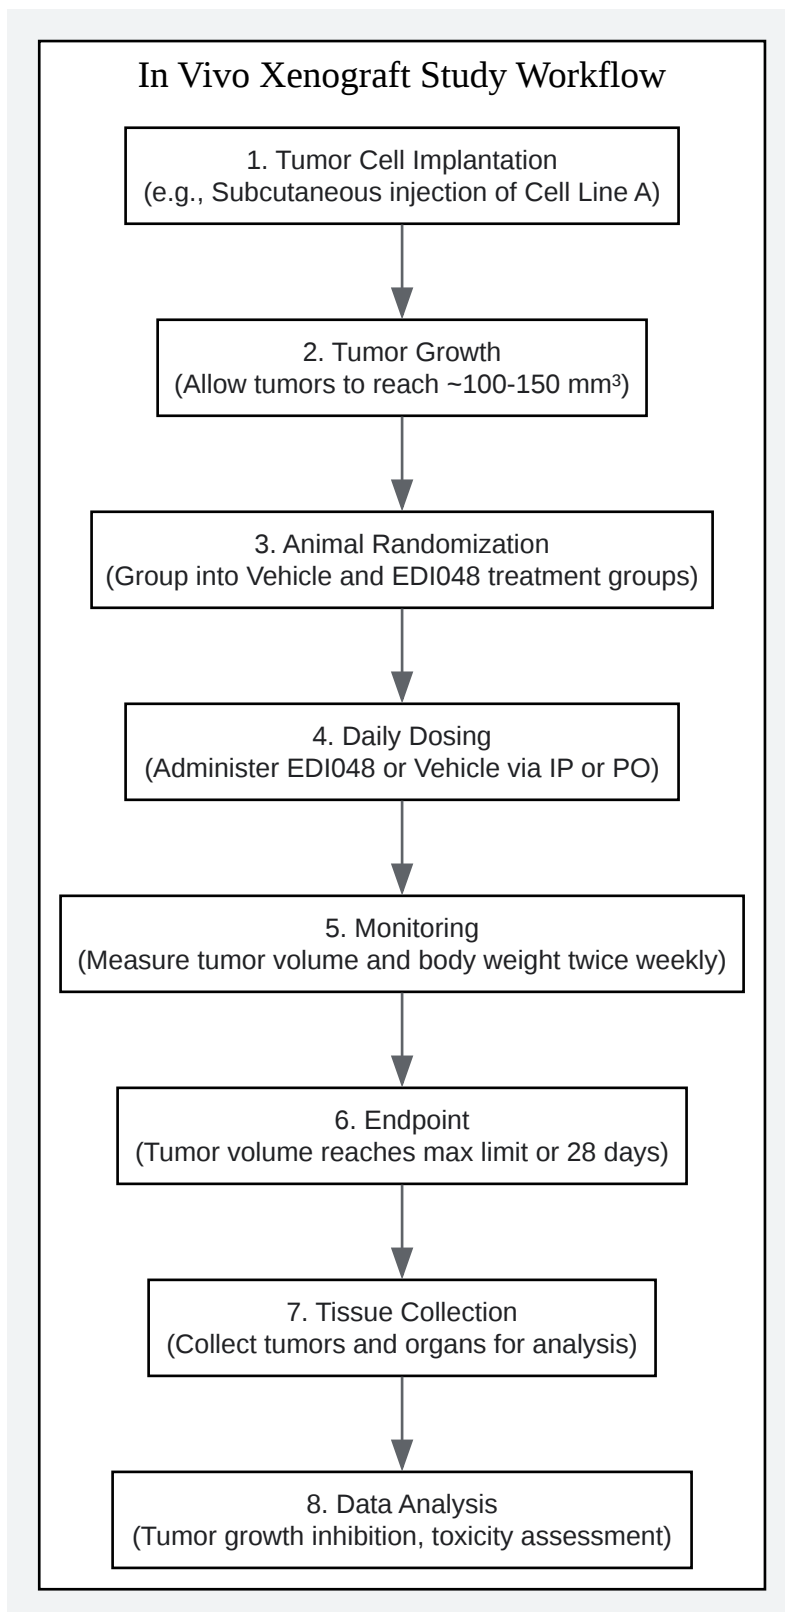 In Vivo Xenograft Study Workflow
1. Tumor Cell Implantation
(e.g., Subcutaneous injection of Cell Line A)
2. Tumor Growth
(Allow tumors to reach ~100-150 mm³)
3. Animal Randomization
(Group into Vehicle and EDI048 treatment groups)
4. Daily Dosing
(Administer EDI048 or Vehicle via IP or PO)
5. Monitoring
(Measure tumor volume and body weight twice weekly)
6. Endpoint
(Tumor volume reaches max limit or 28 days)
7. Tissue Collection
(Collect tumors and organs for analysis)
8. Data Analysis
(Tumor growth inhibition, toxicity assessment)